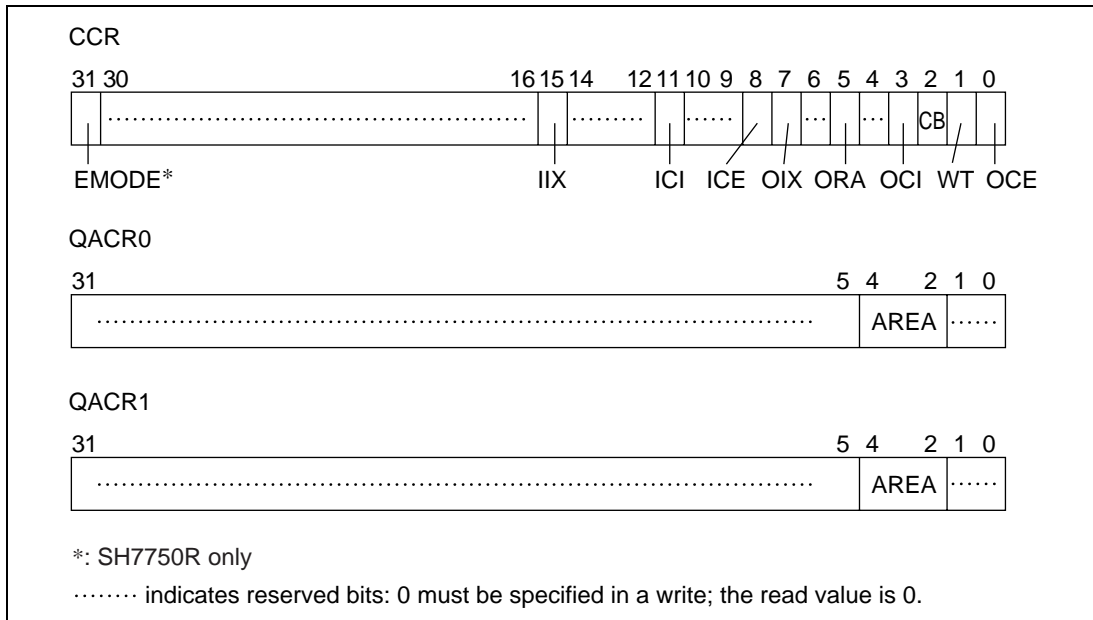 CCR
31 30 16 15 14 12 11 10 9 8 7 6 5 4 3 2 1 0
CB
EMODE* IIX ICI ICE OIX ORA OCI WT OCE
QACR0
31 5 4 2 1 0
AREA
QACR1
31 5 4 2 1 0
AREA
*: SH7750R only
········ indicates reserved bits: 0 must be specified in a write; the read value is 0.